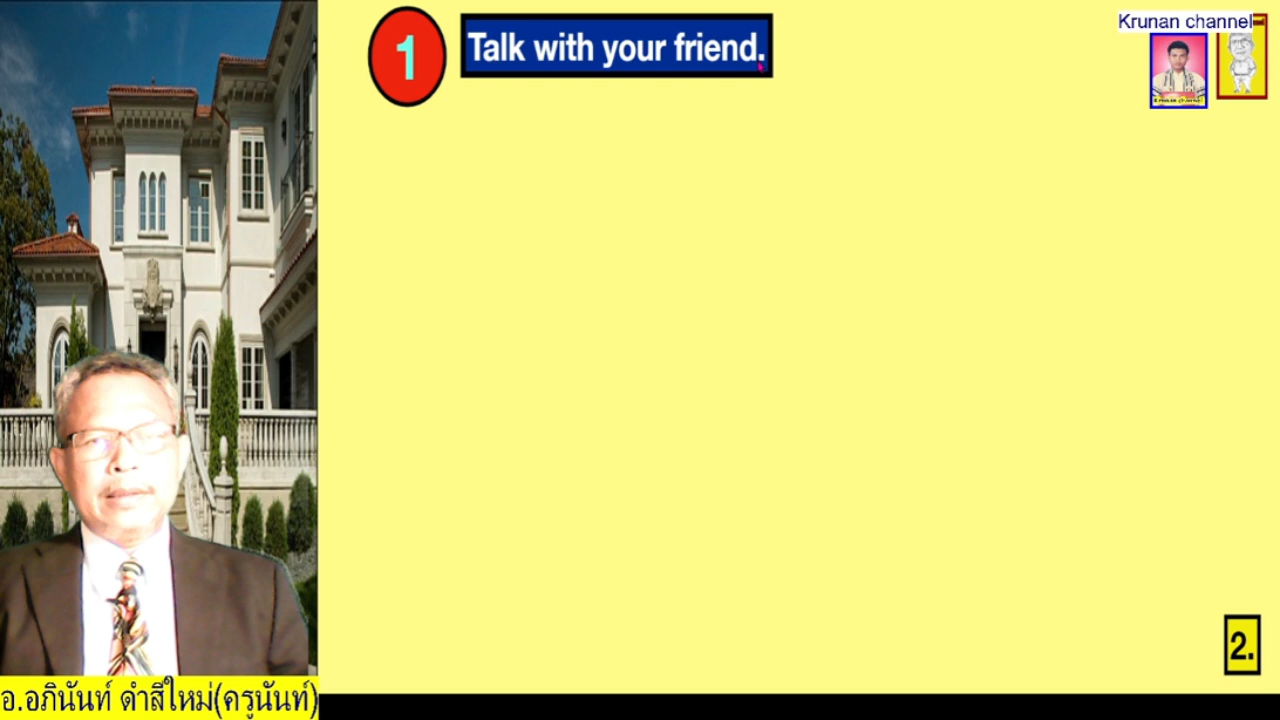 1
Talk with your friend.
Krunan channel
2.
อ.อภินันท์ ดำสีใหม่(ครูนันท์)